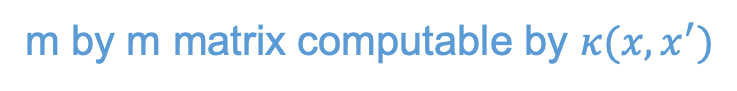 m by m matrix computable by κ(x, x′)